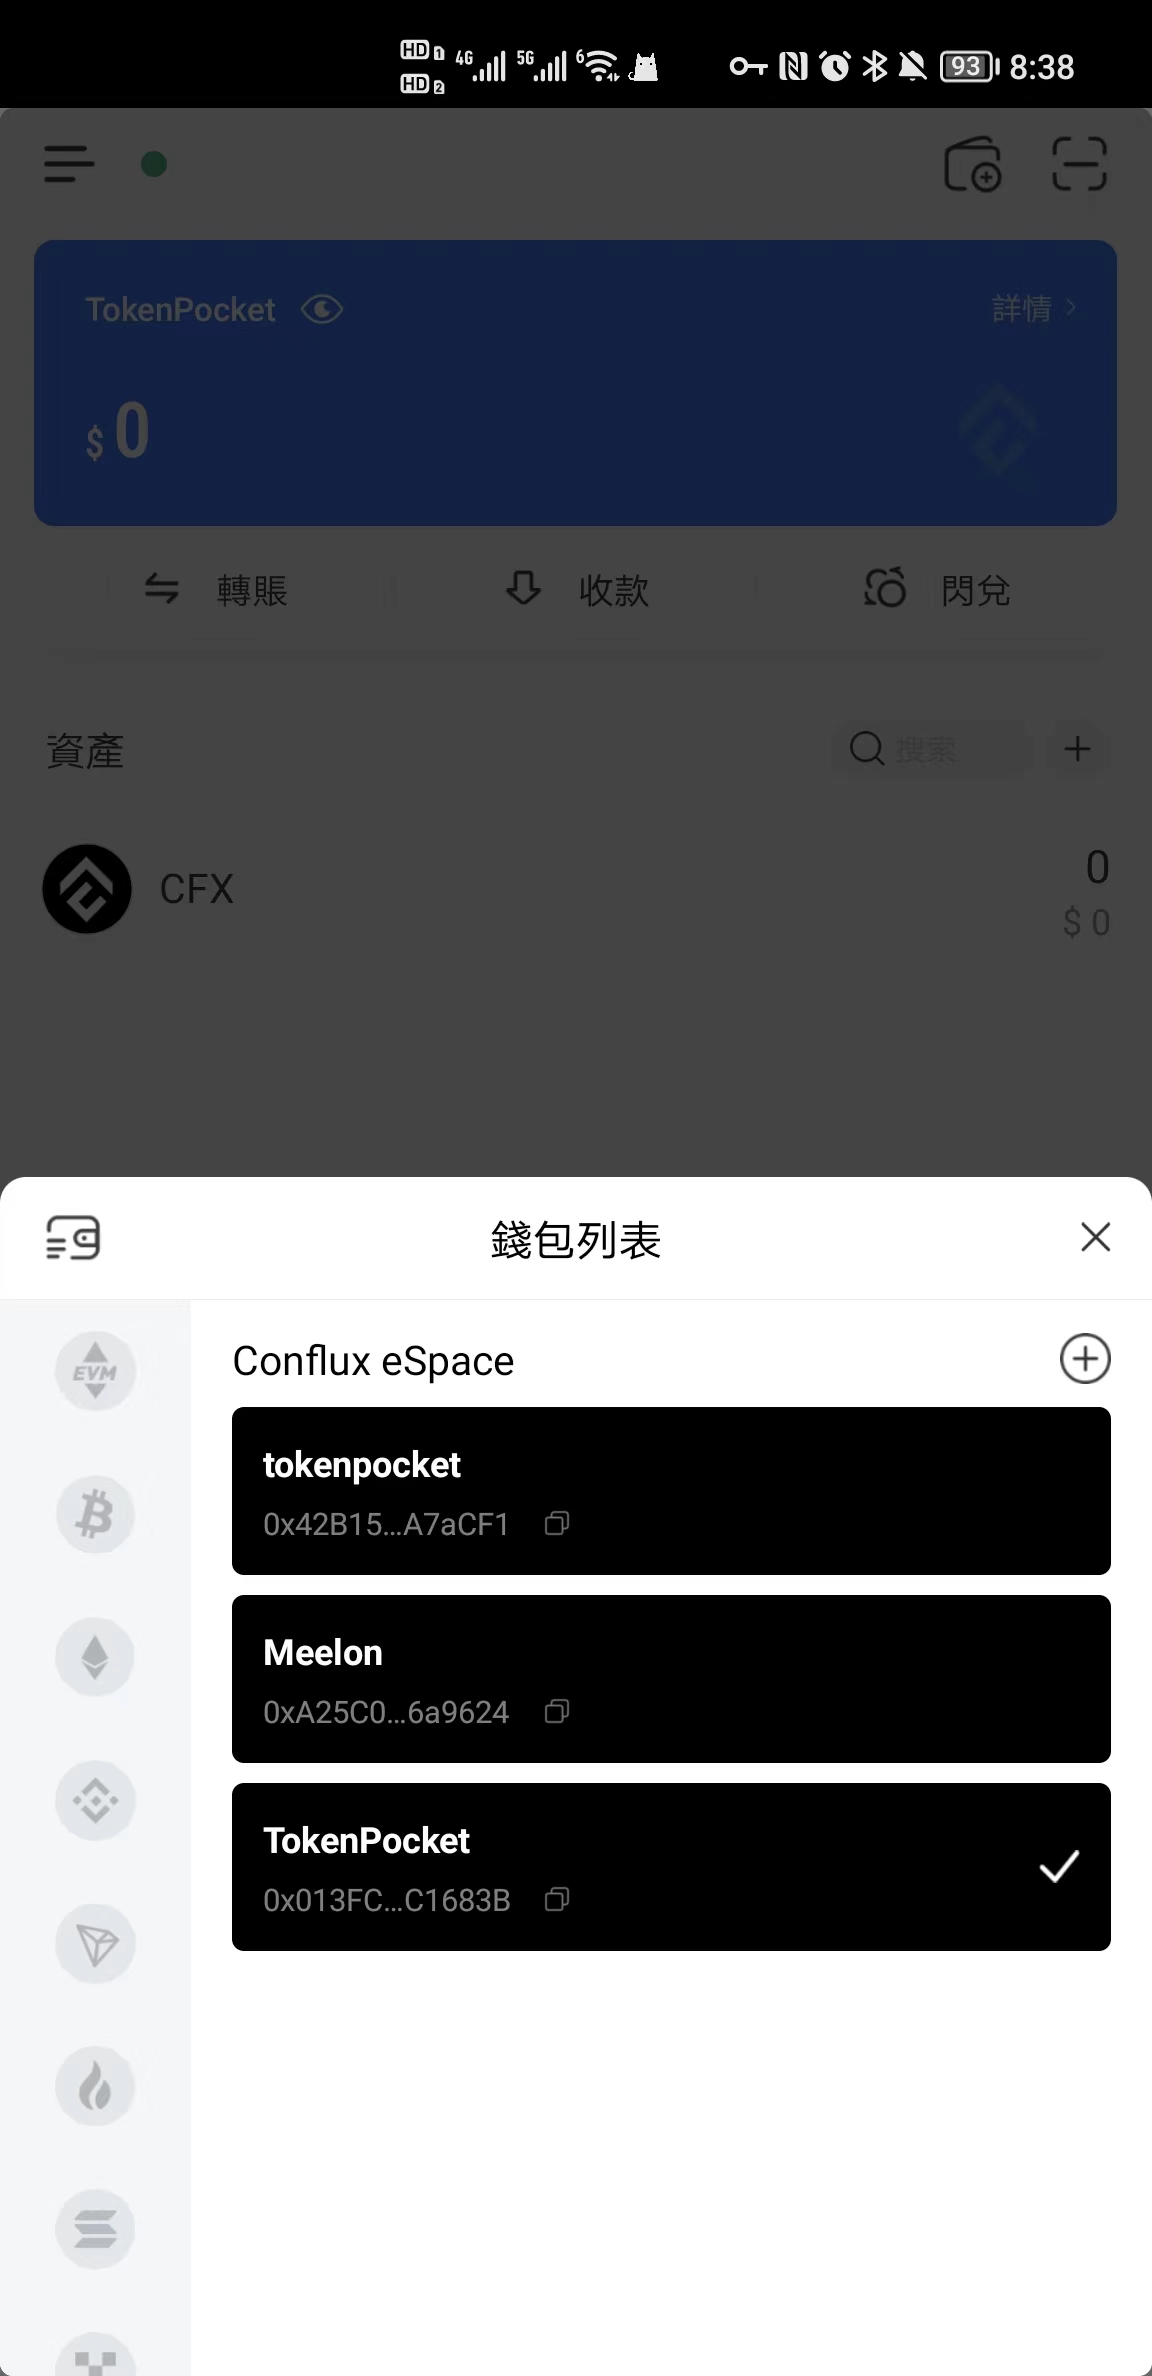 HD 1
HD 2
4G
5G
6
93
8:38
TokenPocket
詳情
$ 0
轉賬
收款
閃兌
資產
搜索
CFX
0
$ 0
錢包列表
EVM
Conflux eSpace
tokenpocket
0x42B15...A7aCF1
Meelon
0xA25C0...6a9624
TokenPocket
0x013FC...C1683B